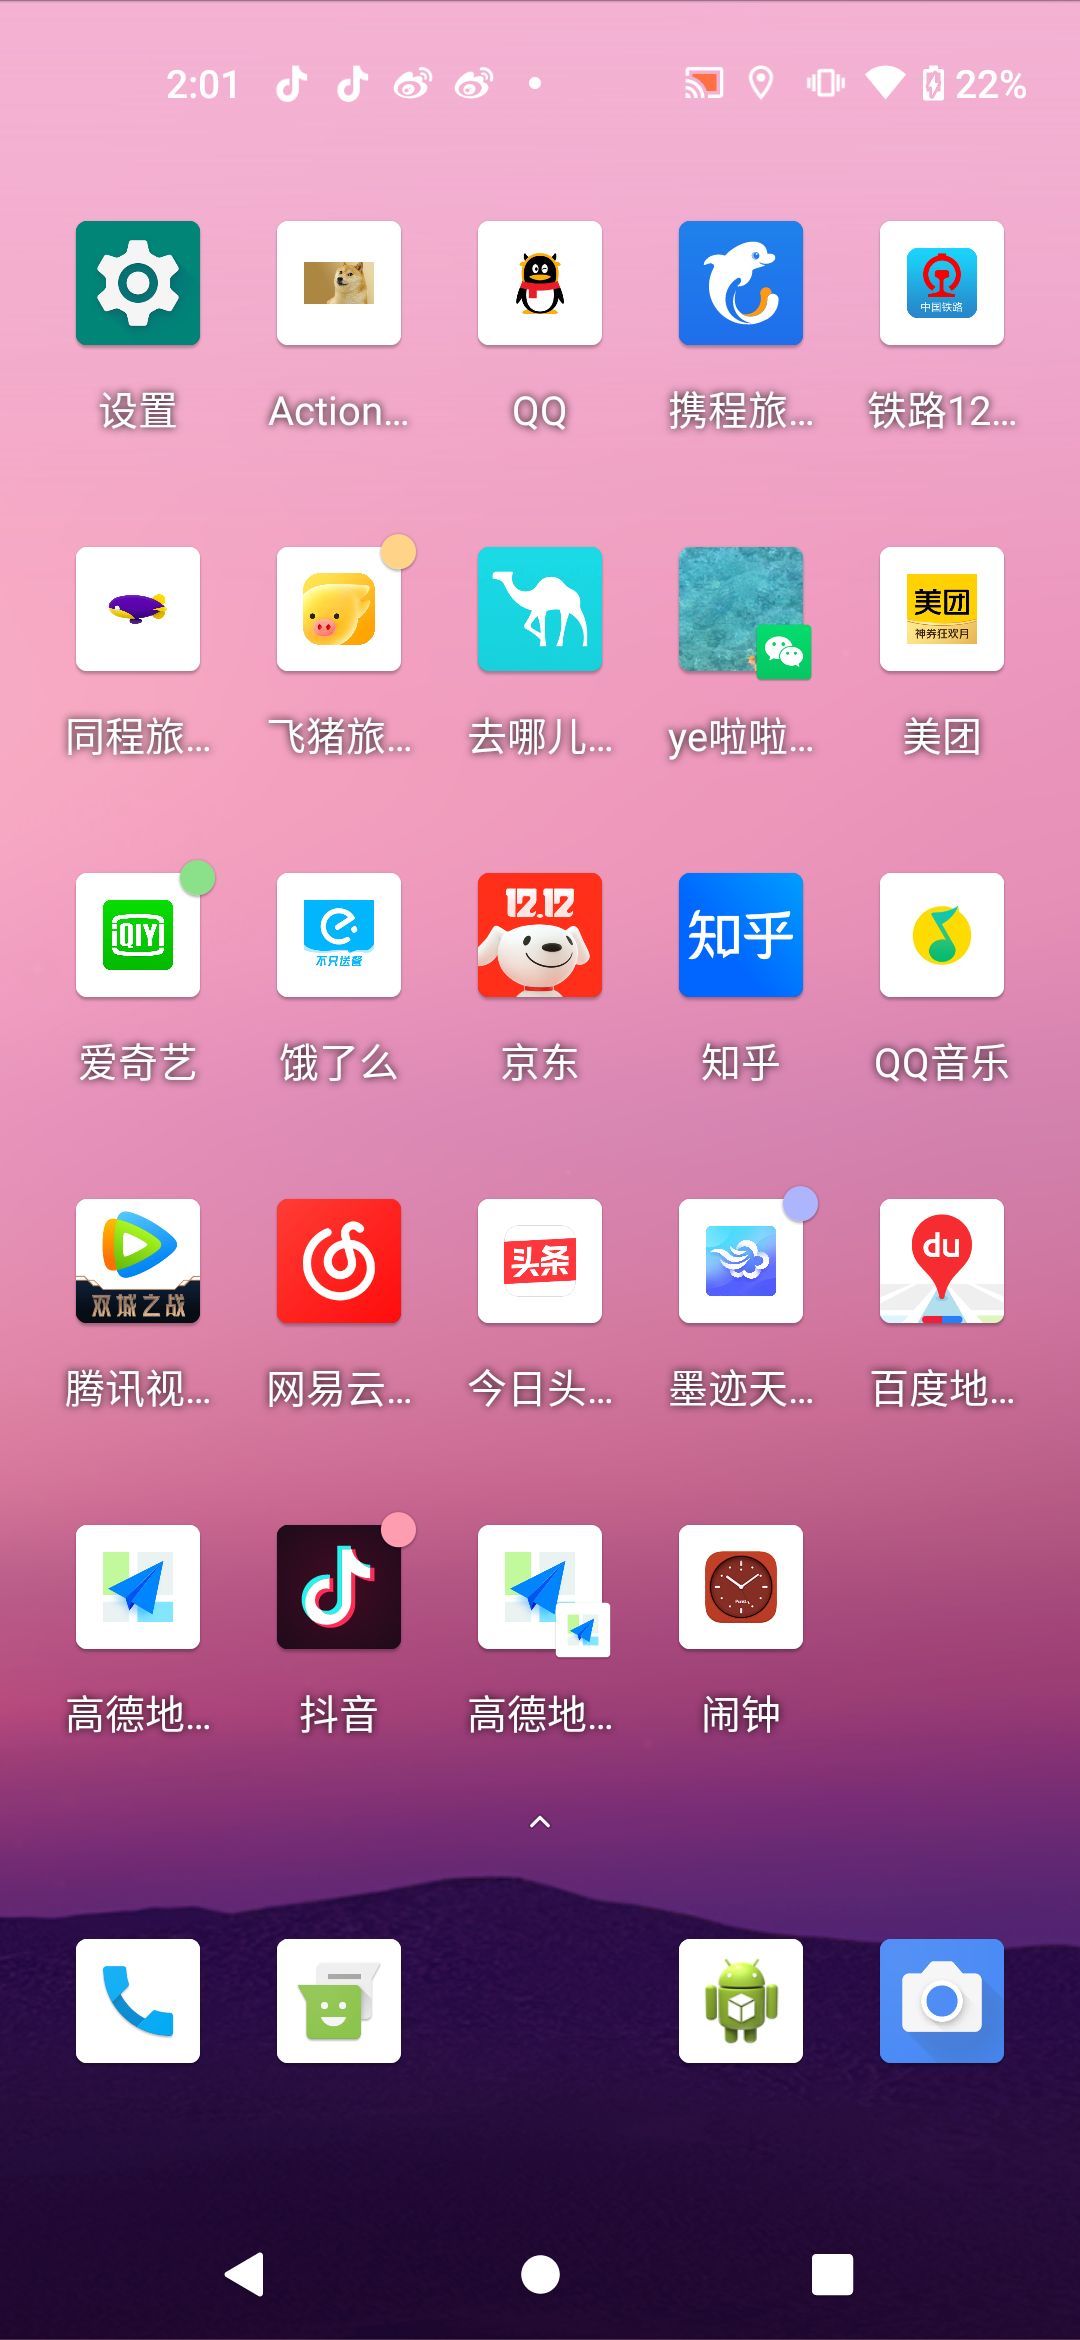 2:01
22%
中国铁路
设置
Action...
QQ
携程旅...
铁路12...
美团
神券狂欢月
同程旅...
飞猪旅...
去哪儿...
ye啦啦...
美团
iQIYI
不只送餐
12.12
知乎
爱奇艺
饿了么
京东
知乎
QQ音乐
双城之战
头条
du
腾讯视...
网易云...
今日头...
墨迹天...
百度地...
高德地...
抖音
高德地...
闹钟